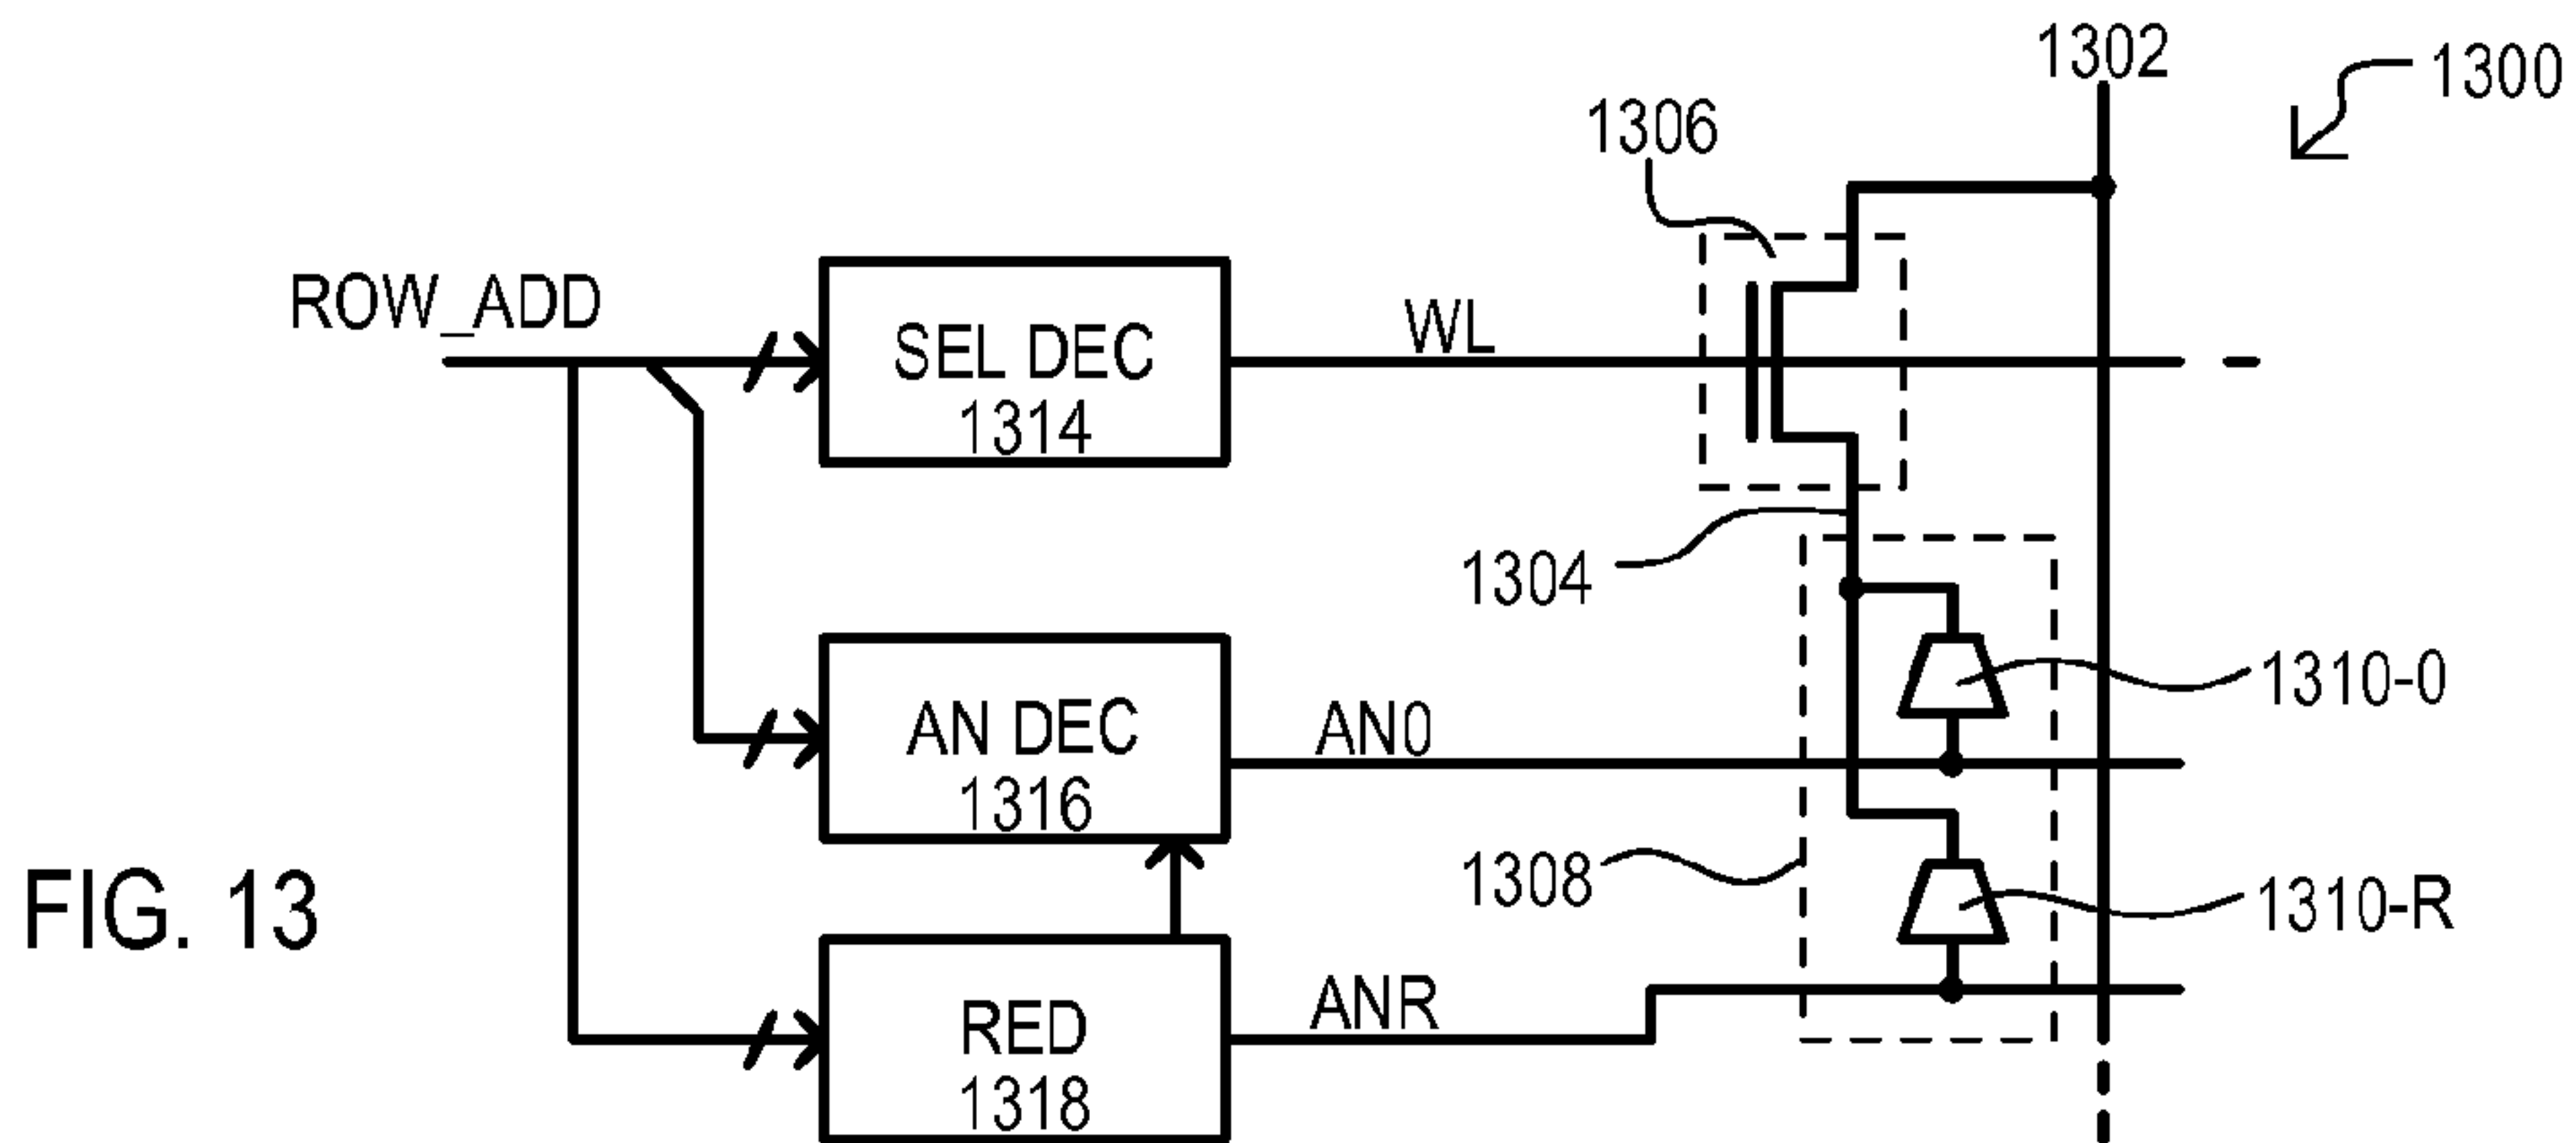 1302
1300
1306
ROW_ADD
SEL DEC
1314
WL
1304
AN DEC
1316
AN0
1310-0
FIG. 13
1308
1310-R
RED
1318
ANR